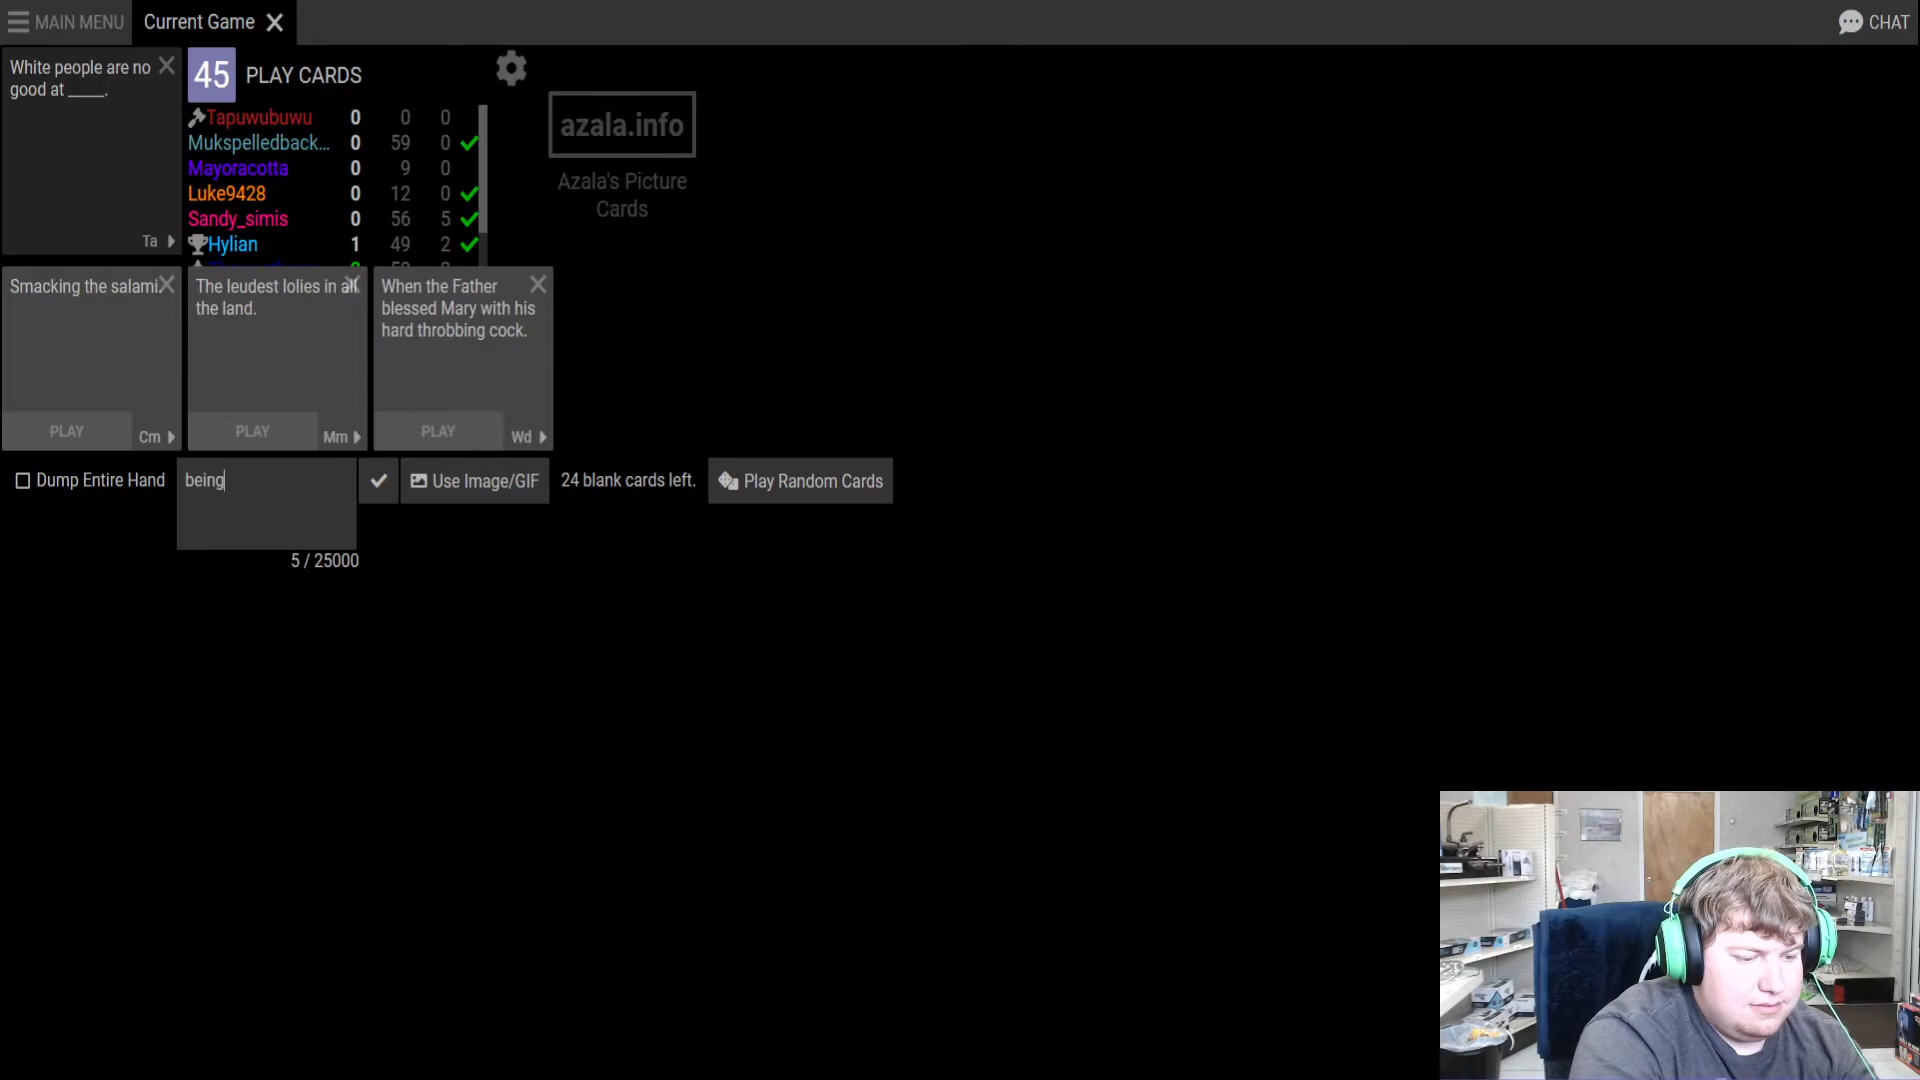 MAIN MENU
Current Game
CHAT
White people are no
good at _____.
Ta
45 PLAY CARDS
Tapuwubuwu 0 0 0
Mukspelledback... 0 59 0
Mayoracotta 0 9 0
Luke9428 0 12 0
Sandy_simis 0 56 5
Hylian 1 49 2
azala.info
Azala's Picture
Cards
Smacking the salami.
PLAY
Cm
The leudest lolies in all
the land.
PLAY
Mm
When the Father
blessed Mary with his
hard throbbing cock.
PLAY
Wd
Dump Entire Hand
being
Use Image/GIF
24 blank cards left.
Play Random Cards
5 / 25000